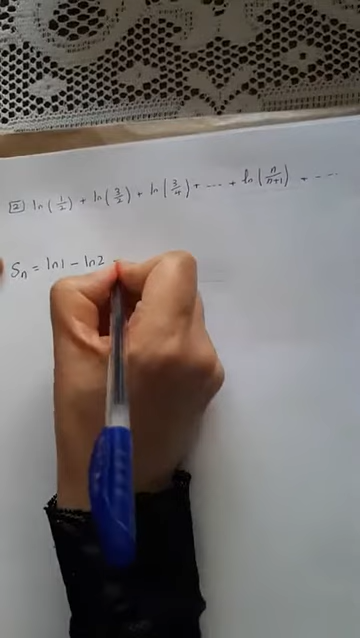 [2] ln(1/2) + ln(3/2) + ln(3/4) + --- + ln(n/n+1) + ---
Sn = ln1 - ln2